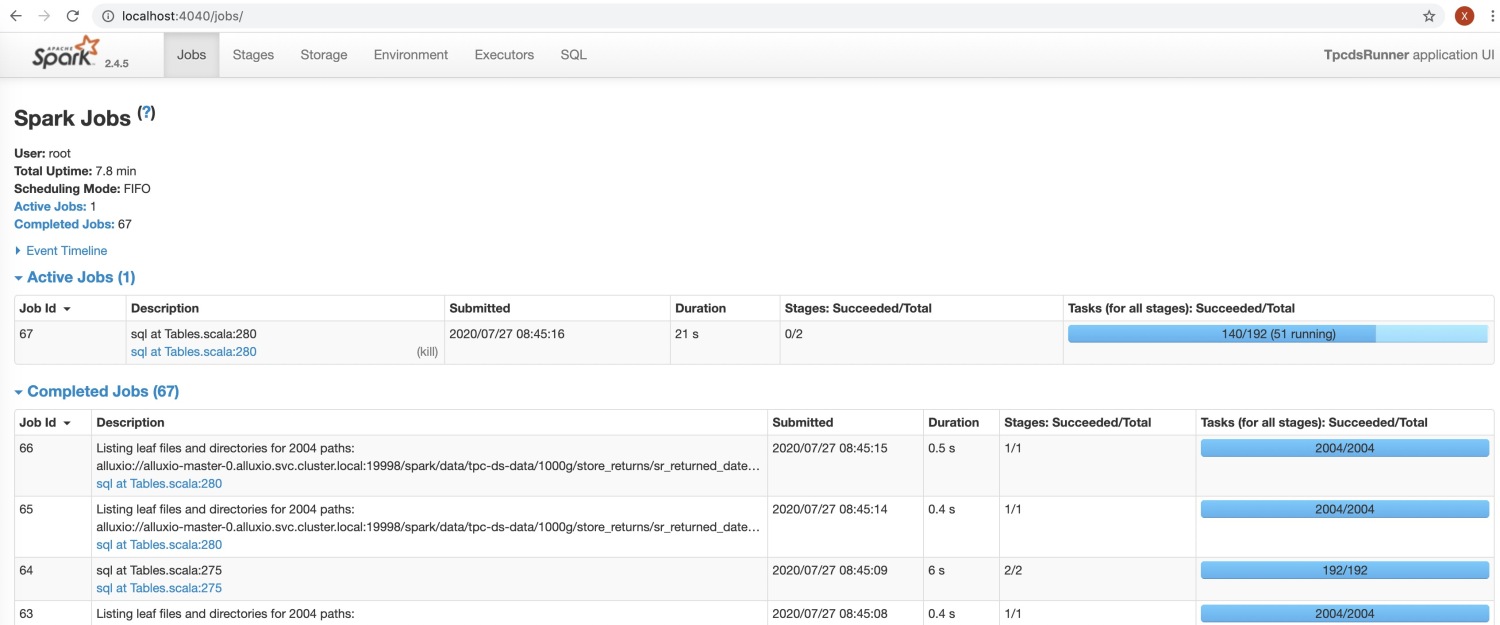 localhost:4040/jobs/
X
APACHE Spark 2.4.5 Jobs Stages Storage Environment Executors SQL TpcdsRunner application UI
Spark Jobs (?)
User: root
Total Uptime: 7.8 min
Scheduling Mode: FIFO
Active Jobs: 1
Completed Jobs: 67
Event Timeline
Active Jobs (1)
Job Id Description Submitted Duration Stages: Succeeded/Total Tasks (for all stages): Succeeded/Total
67 sql at Tables.scala:280 2020/07/27 08:45:16 21 s 0/2 140/192 (51 running)
sql at Tables.scala:280 (kill)
Completed Jobs (67)
Job Id Description Submitted Duration Stages: Succeeded/Total Tasks (for all stages): Succeeded/Total
66 Listing leaf files and directories for 2004 paths: 2020/07/27 08:45:15 0.5 s 1/1 2004/2004
alluxio://alluxio-master-0.alluxio.svc.cluster.local:19998/spark/data/tpc-ds-data/1000g/store_returns/sr_returned_date...
sql at Tables.scala:280
65 Listing leaf files and directories for 2004 paths: 2020/07/27 08:45:14 0.4 s 1/1 2004/2004
alluxio://alluxio-master-0.alluxio.svc.cluster.local:19998/spark/data/tpc-ds-data/1000g/store_returns/sr_returned_date...
sql at Tables.scala:280
64 sql at Tables.scala:275 2020/07/27 08:45:09 6 s 2/2 192/192
sql at Tables.scala:275
63 Listing leaf files and directories for 2004 paths: 2020/07/27 08:45:08 0.4 s 1/1 2004/2004